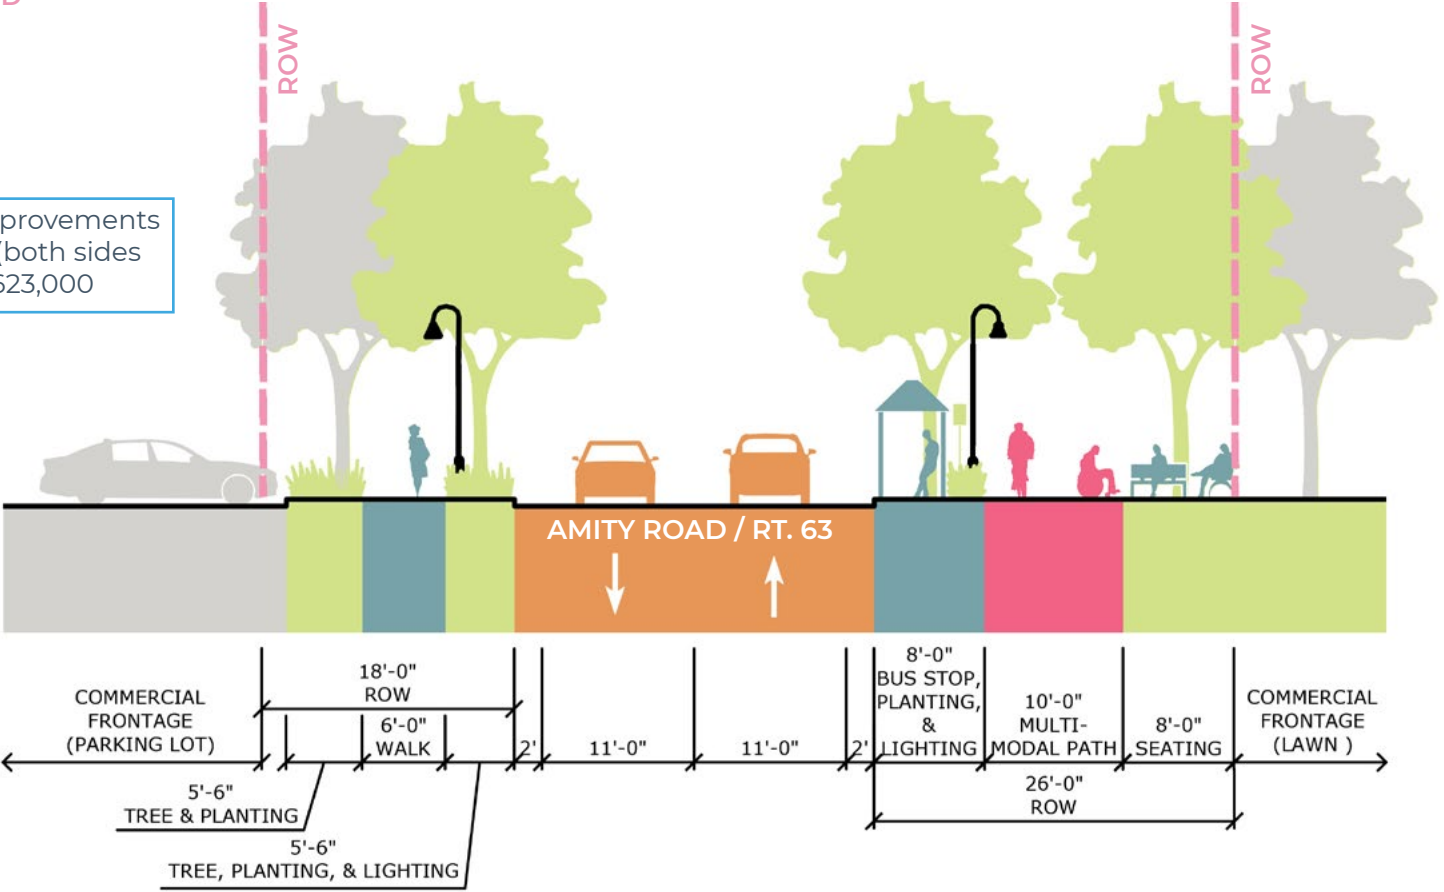 ROW
ROW
provements
(both sides
623,000
AMITY ROAD / RT. 63
COMMERCIAL
FRONTAGE
(PARKING LOT)
18'-0"
ROW
6'-0"
WALK
5'-6"
TREE & PLANTING
5'-6"
TREE, PLANTING, & LIGHTING
2'
11'-0"
11'-0"
2'
8'-0"
BUS STOP,
PLANTING,
&
LIGHTING
10'-0"
MULTI-
MODAL PATH
8'-0"
SEATING
26'-0"
ROW
COMMERCIAL
FRONTAGE
(LAWN )